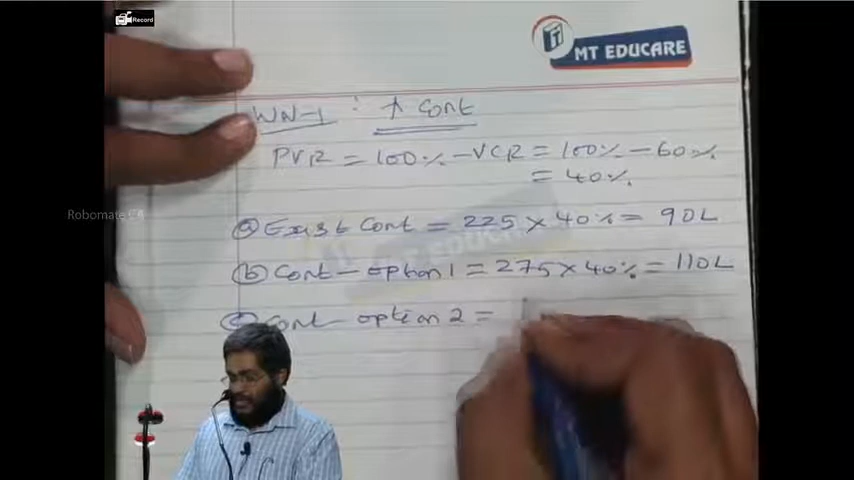 Record
MT EDUCARE
WN-1 : ↑ Cont
PVR = 100% - VCR = 100% - 60%
= 40%
Robomate
(a) Exist Cont = 225 × 40% = 90L
(b) Cont - option 1 = 275 × 40% = 110L
(c) Cont - option 2 =